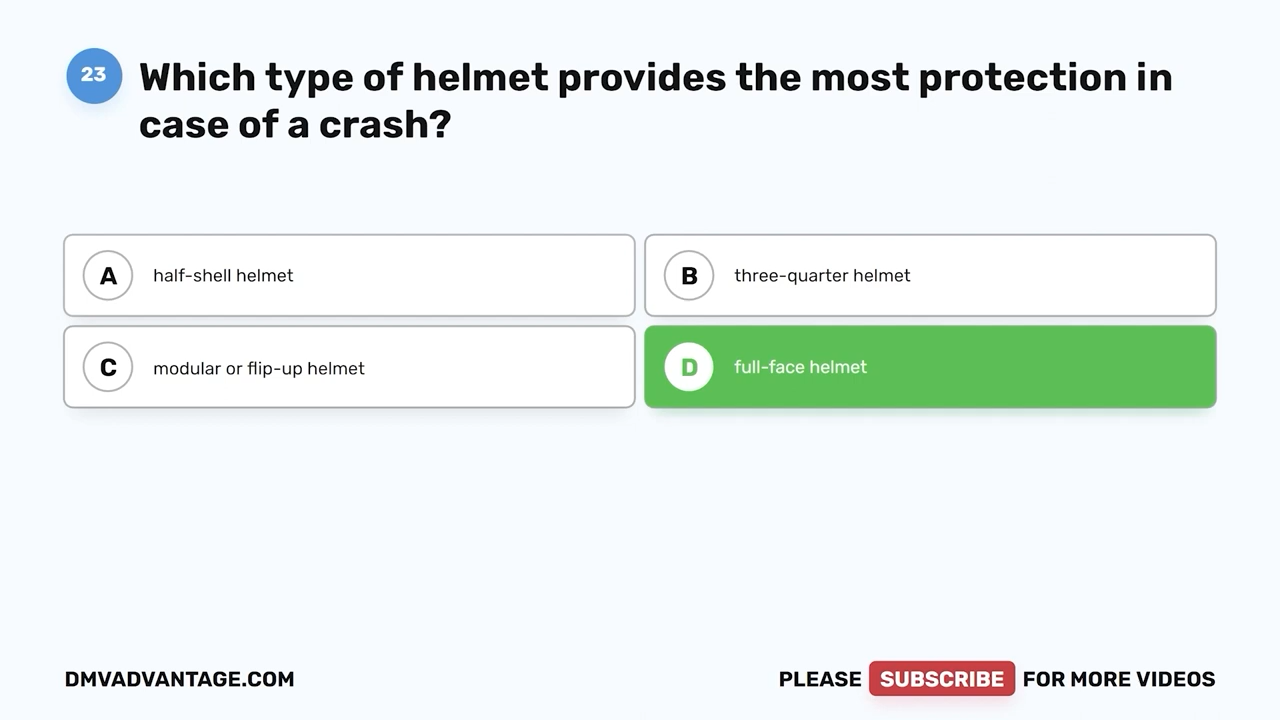 23
Which type of helmet provides the most protection in
case of a crash?
A half-shell helmet
B three-quarter helmet
C modular or flip-up helmet
D full-face helmet
DMVADVANTAGE.COM
PLEASE SUBSCRIBE FOR MORE VIDEOS